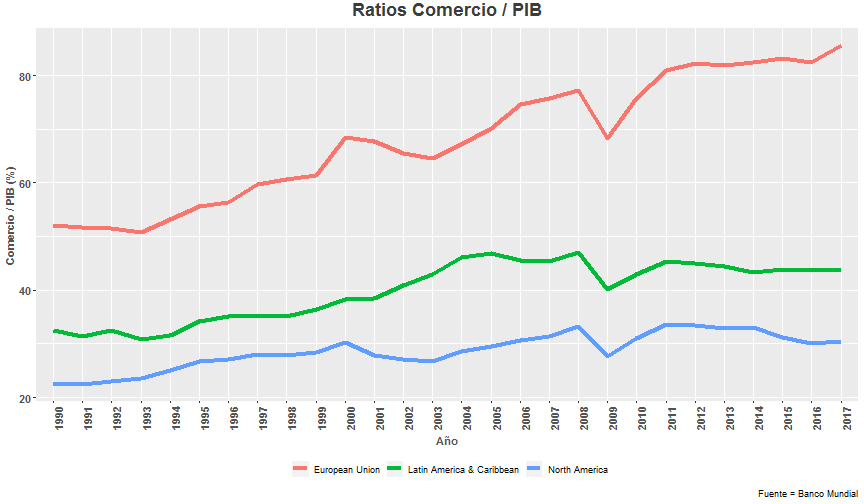 Ratios Comercio / PIB
Comercio / PIB (%)
80
60
40
20
1990 1991 1992 1993 1994 1995 1996 1997 1998 1999 2000 2001 2002 2003 2004 2005 2006 2007 2008 2009 2010 2011 2012 2013 2014 2015 2016 2017
Año
European Union Latin America & Caribbean North America
Fuente = Banco Mundial